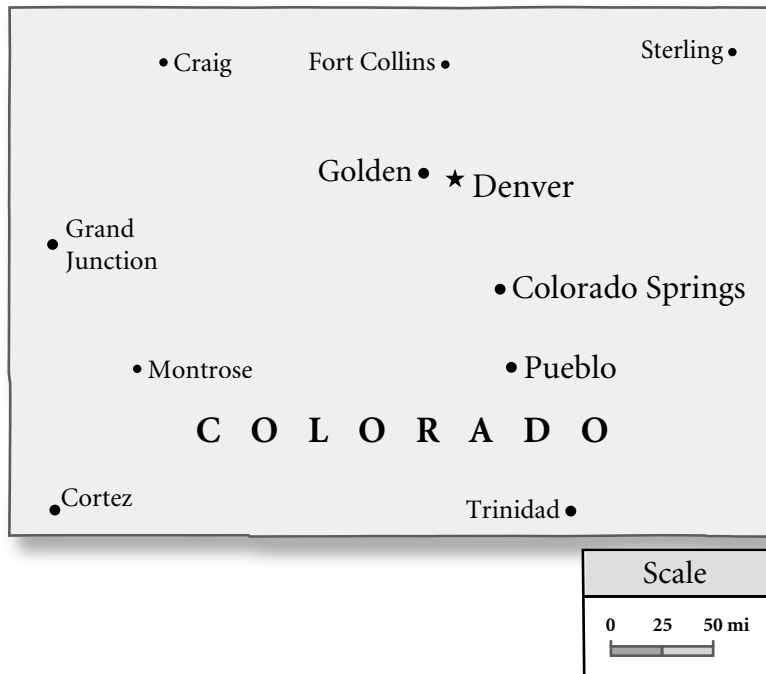 Craig
Fort Collins
Sterling
Golden
Denver
Grand
Junction
Colorado Springs
Montrose
Pueblo
COLORADO
Cortez
Trinidad
Scale
0 25 50 mi